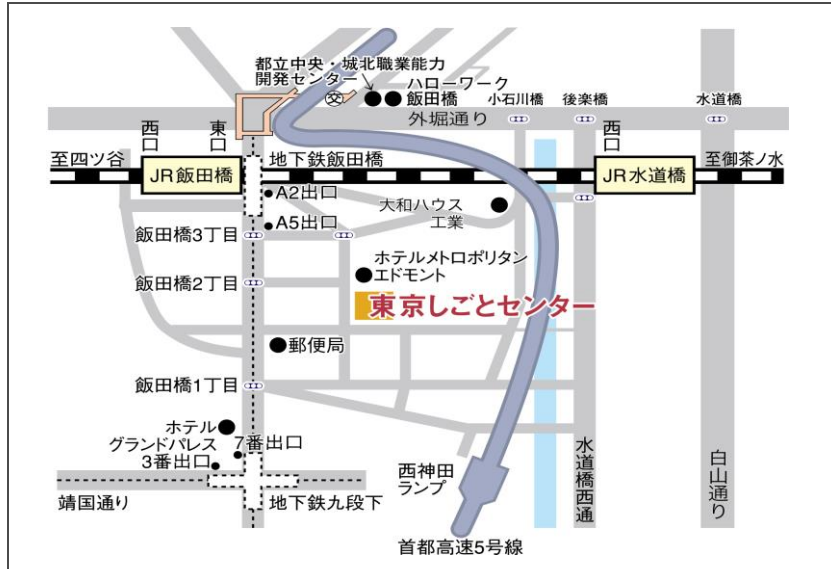 都立中央・城北職業能力
開発センター
ハローワーク
飯田橋
交
小石川橋
後楽橋
水道橋
外堀通り
西口
東口
西口
至四ツ谷
地下鉄飯田橋
至御茶ノ水
JR飯田橋
JR水道橋
A2出口
大和ハウス
工業
A5出口
飯田橋3丁目
ホテルメトロポリタン
エドモント
飯田橋2丁目
東京しごとセンター
郵便局
飯田橋1丁目
ホテル
グランドパレス
7番出口
3番出口
西神田
ランプ
水道橋西通
白山通り
靖国通り
地下鉄九段下
首都高速5号線